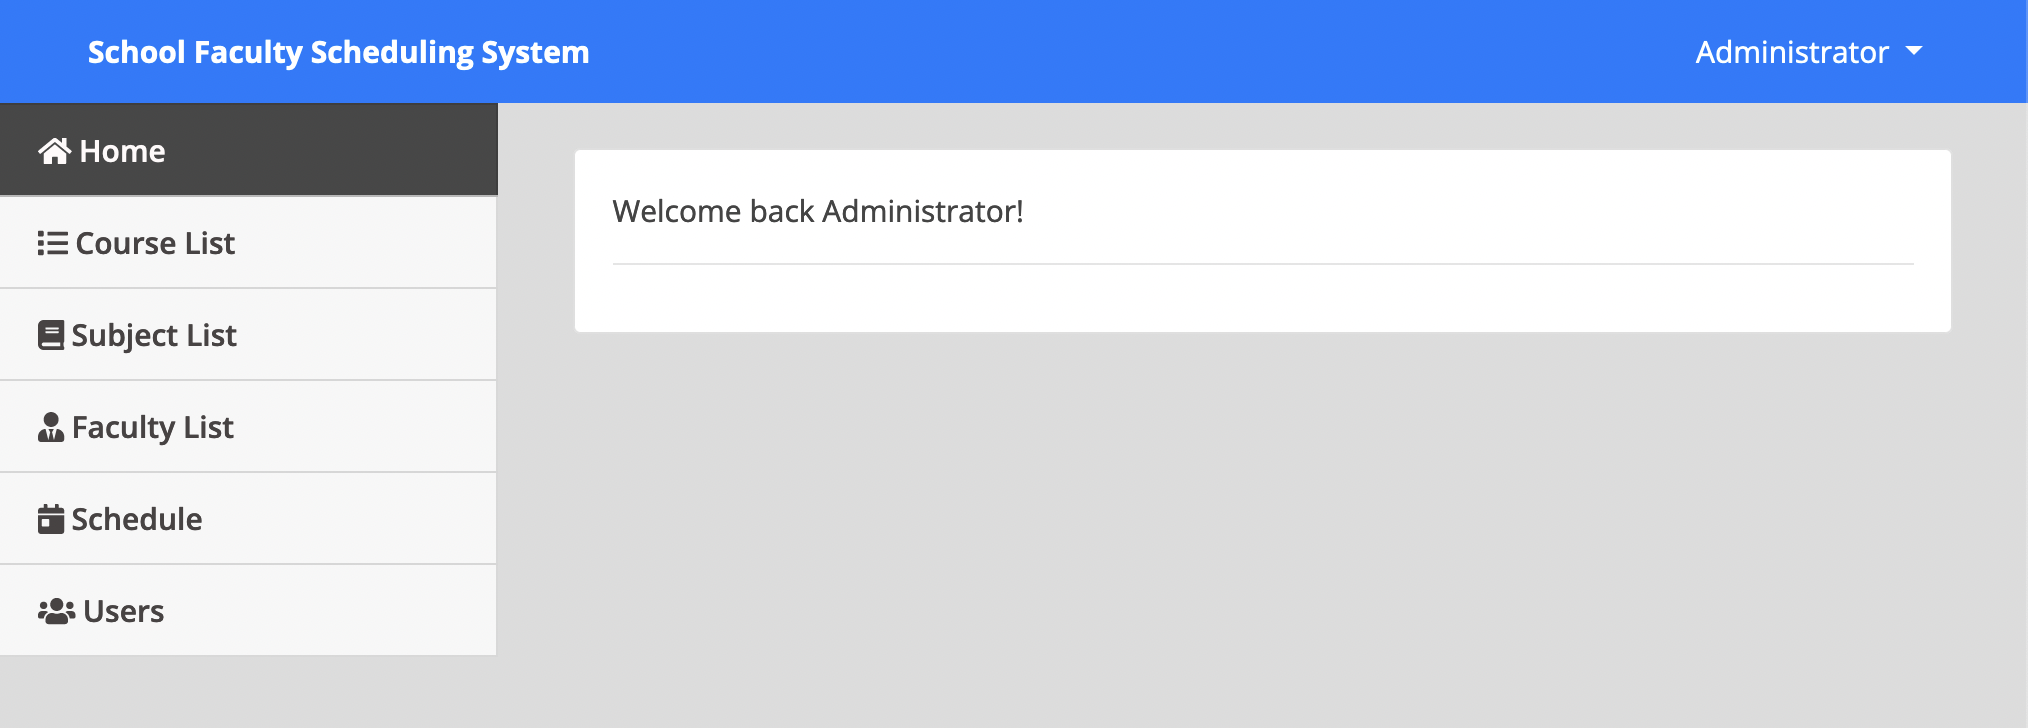 School Faculty Scheduling System
Administrator
Home
Course List
Subject List
Faculty List
Schedule
Users
Welcome back Administrator!